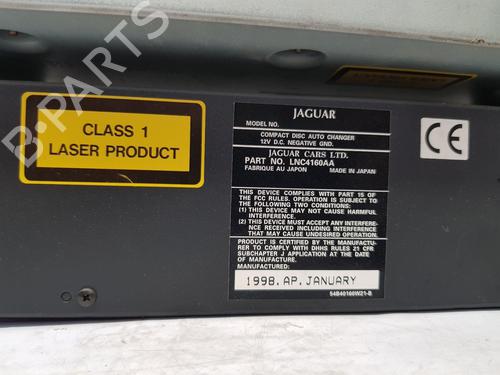 B-PARTS
CLASS 1
LASER PRODUCT
JAGUAR
MODEL NO.
COMPACT DISC AUTO CHANGER
12V D.C. NEGATIVE GND.
JAGUAR CARS LTD.
PART NO. LNC4160AA
FABRIQUE AU JAPON MADE IN JAPAN
THIS DEVICE COMPLIES WITH PART 15 OF
THE FCC RULES. OPERATION IS SUBJECT TO
THE FOLLOWING TWO CONDITIONS:
(1) THIS DEVICE MAY NOT CAUSE HARMFUL
INTERFERENCE.
(2) THIS DEVICE MUST ACCEPT ANY INTERFER-
ENCE RECEIVED INCLUDING INTERFERENCE
THAT MAY CAUSE UNDESIRED OPERATION.
PRODUCT IS CERTIFIED BY THE MANUFACTU-
RER TO COMPLY WITH DHHS RULES 21 CFR
SUBCHAPTER J APPLICATION AT THE DATE
OF MANUFACTURE.
MANUFACTURED:
1998.AP.JANUARY
54B40160W21-B
CE